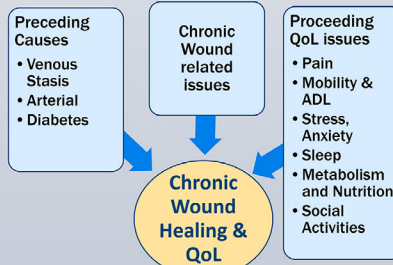 Preceding
Causes
• Venous
Stasis
• Arterial
• Diabetes
Chronic
Wound
related
issues
Proceeding
QoL issues
• Pain
• Mobility &
ADL
• Stress,
Anxiety
• Sleep
• Metabolism
and Nutrition
• Social
Activities
Chronic
Wound
Healing &
QoL